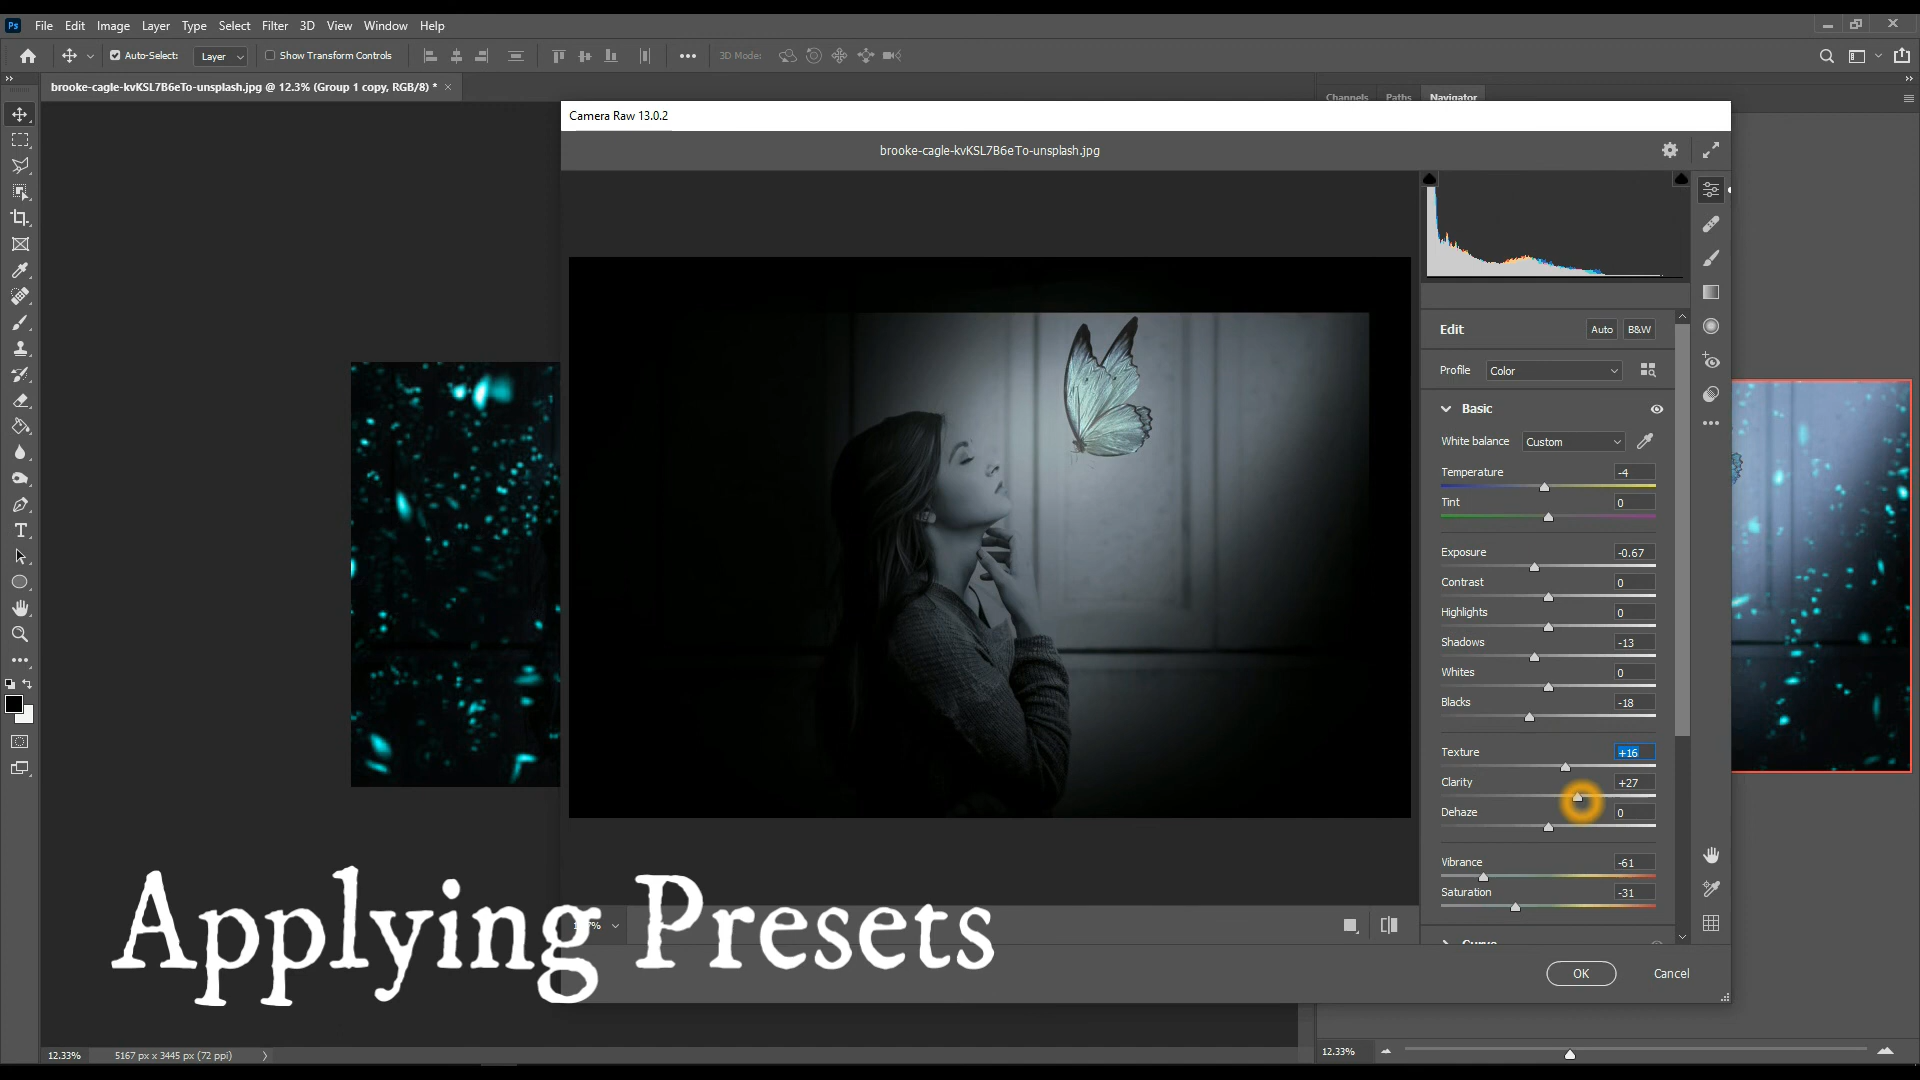 Ps File Edit Image Layer Type Select Filter 3D View Window Help
Auto-Select: Layer Show Transform Controls 3D Mode:
brooke-cagle-kvKSL7B6eTo-unsplash.jpg @ 12.3% (Group 1 copy, RGB/8) * ×
Channels Paths Navigator
Camera Raw 13.0.2
brooke-cagle-kvKSL7B6eTo-unsplash.jpg
Edit Auto B&W
Profile Color
Basic
White balance Custom
Temperature -4
Tint 0
Exposure -0.67
Contrast 0
Highlights 0
Shadows -13
Whites 0
Blacks -18
Texture +16
Clarity +27
Dehaze 0
Vibrance -61
Saturation -31
Curve
Applying Presets
OK Cancel
12.33% 5167 px x 3445 px (72 ppi)
12.33%